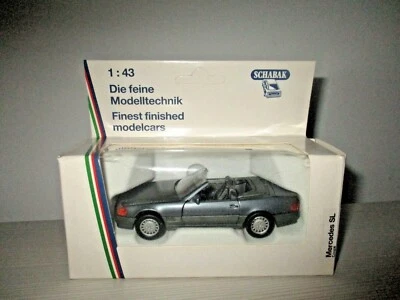 1:43
Die feine
Modelltechnik
Finest finished
modelcars
SCHABAK
Mercedes SL